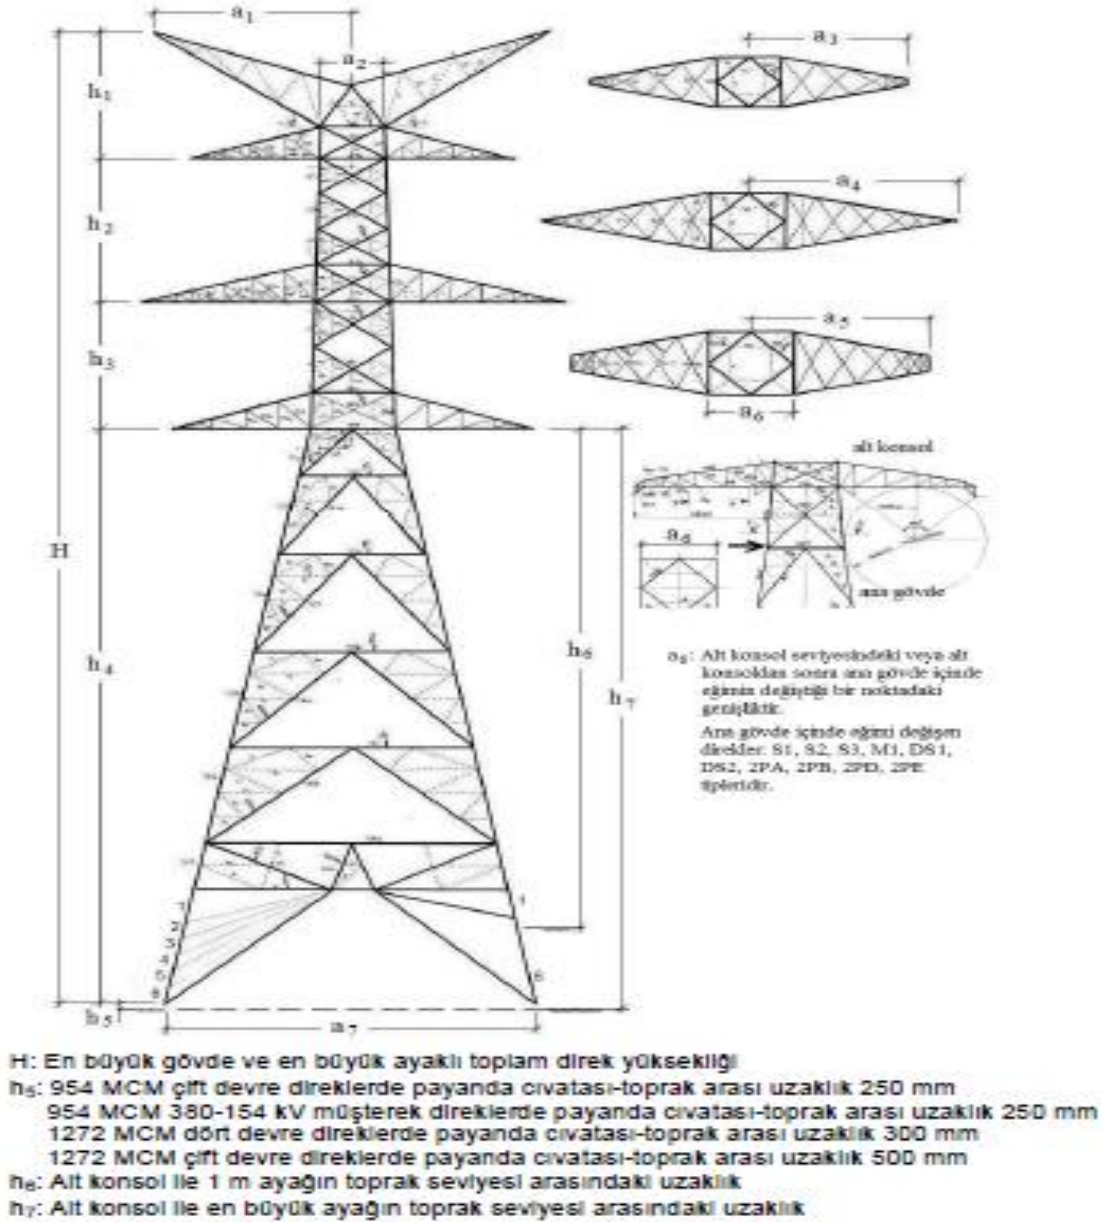 a1
a2
a3
h1
a4
h2
a5
h3
a6
alt konsol
a6
H
ana gövde
h4
h6
h7
a6: Alt konsol seviyesindeki veya alt
konsoldan sonra ana gövde içinde
eğimin değiştiği bir noktadaki
genişliktir.
Ana gövde içinde eğimi değişen
direkler: S1, S2, S3, M1, DS1,
DS2, 2PA, 2PB, 2PD, 2PE
tipleridir.
1
1
2
3
4
5
6
6
h5
a7
H: En büyük gövde ve en büyük ayaklı toplam direk yüksekliği
h5: 954 MCM çift devre direklerde payanda cıvatası-toprak arası uzaklık 250 mm
954 MCM 380-154 kV müşterek direklerde payanda cıvatası-toprak arası uzaklık 250 mm
1272 MCM dört devre direklerde payanda cıvatası-toprak arası uzaklık 300 mm
1272 MCM çift devre direklerde payanda cıvatası-toprak arası uzaklık 500 mm
h6: Alt konsol ile 1 m ayağın toprak seviyesi arasındaki uzaklık
h7: Alt konsol ile en büyük ayağın toprak seviyesi arasındaki uzaklık